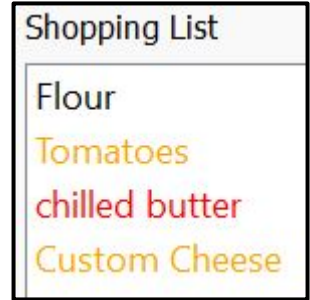 Shopping List
Flour
Tomatoes
chilled butter
Custom Cheese